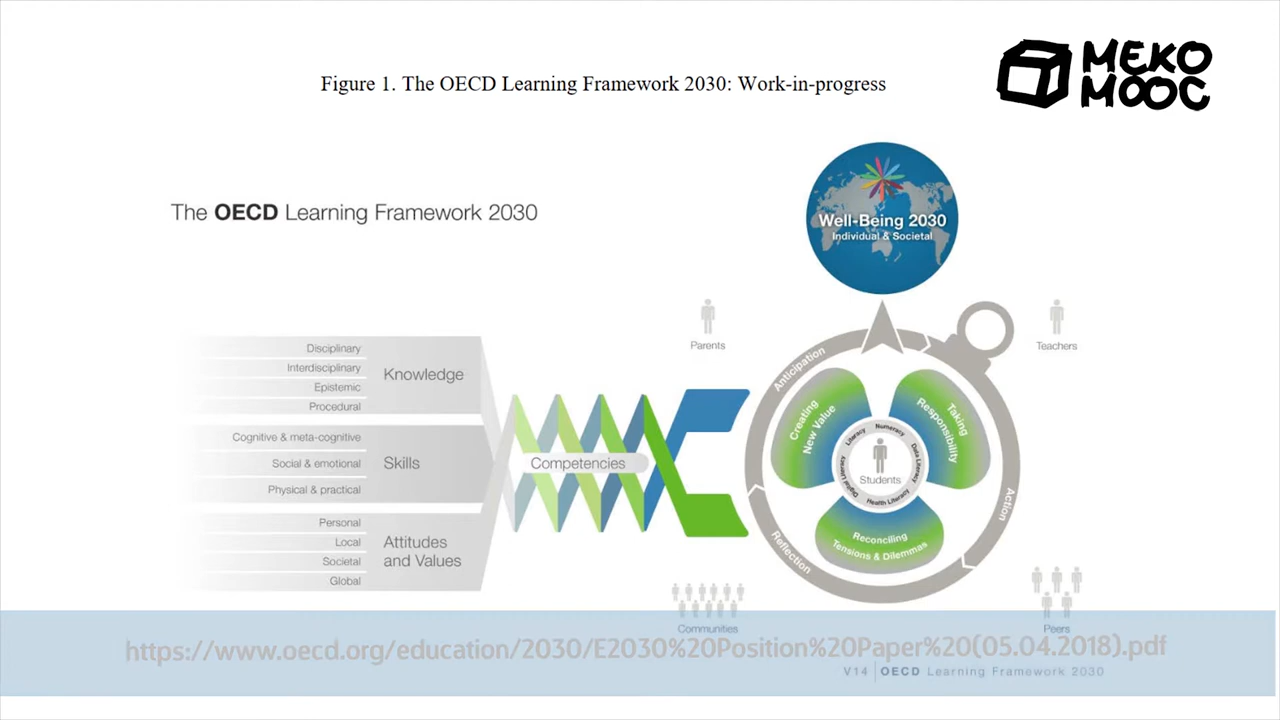 MEKO
MOOC
Figure 1. The OECD Learning Framework 2030: Work-in-progress
The OECD Learning Framework 2030
Well-Being 2030
Individual & Societal
Parents
Teachers
Disciplinary
Interdisciplinary
Epistemic
Procedural
Knowledge
Cognitive & meta-cognitive
Social & emotional
Physical & practical
Skills
Personal
Local
Societal
Global
Attitudes
and Values
Competencies
Anticipation
Action
Reflection
Creating
New Value
Taking
Responsibility
Reconciling
Tensions & Dilemmas
Literacy
Numeracy
Data Literacy
Health Literacy
Digital Literacy
Students
Communities
Peers
https://www.oecd.org/education/2030/E2030%20Position%20Paper%20(05.04.2018).pdf
V14 | OECD Learning Framework 2030